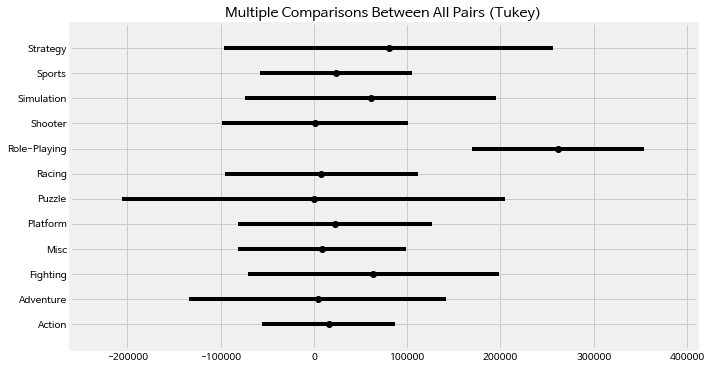 Multiple Comparisons Between All Pairs (Tukey)
Strategy
Sports
Simulation
Shooter
Role−Playing
Racing
Puzzle
Platform
Misc
Fighting
Adventure
Action
−200000 −100000 0 100000 200000 300000 400000